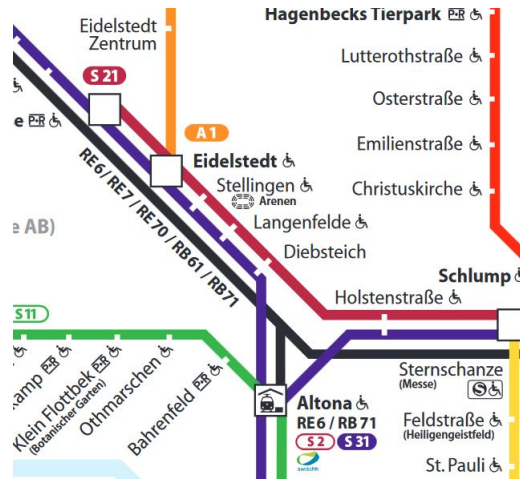 Hagenbecks Tierpark P+R
Eidelstedt
Zentrum
Lutterothstraße
S 21
Osterstraße
e P+R
A 1
Emilienstraße
Eidelstedt
Stellingen
Arenen
Christuskirche
RE6 / RE7 / RE70 / RB61 / RB71
Langenfelde
e AB)
Diebsteich
Schlump
Holstenstraße
S11
kamp P+R
Klein Flottbek P+R
(Botanischer Garten)
Othmarschen
Bahrenfeld P+R
Sternschanze
(Messe)
S
Altona
RE6 / RB 71
S 2
S 31
Feldstraße
(Heiligengeistfeld)
St. Pauli